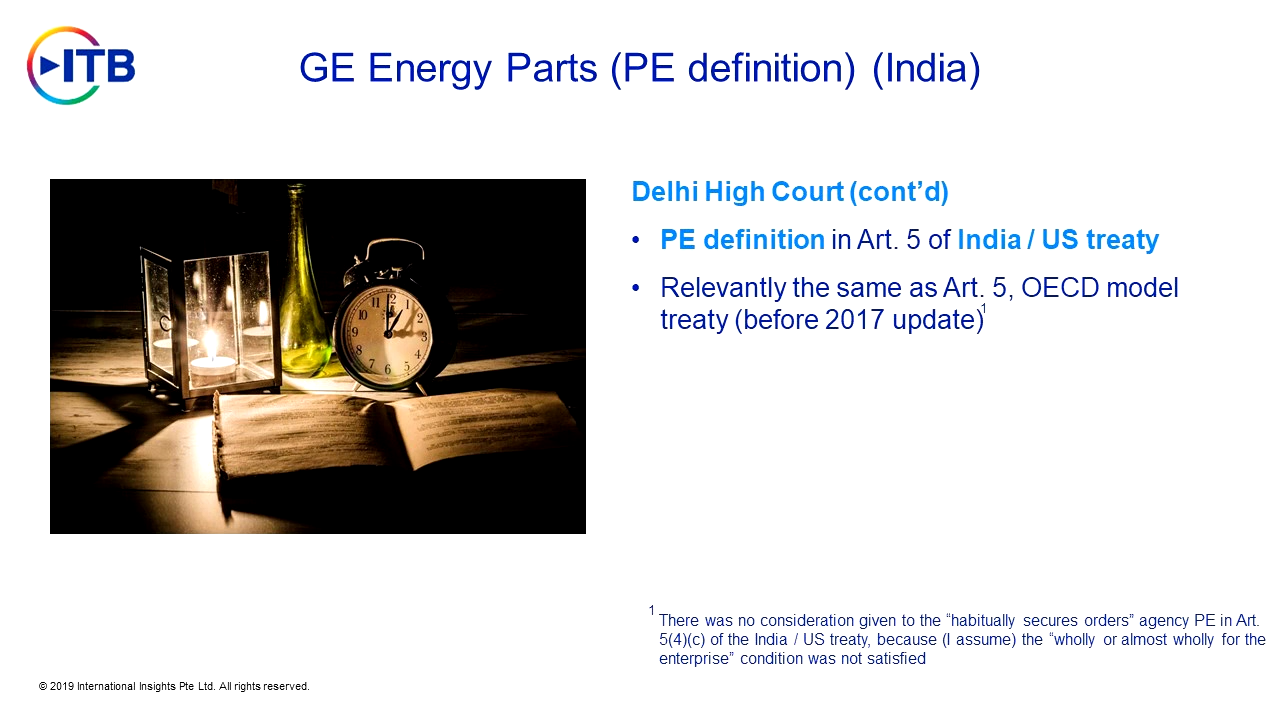 ITB
GE Energy Parts (PE definition) (India)
Delhi High Court (cont’d)
• PE definition in Art. 5 of India / US treaty
• Relevantly the same as Art. 5, OECD model
treaty (before 2017 update)1
1 There was no consideration given to the “habitually secures orders” agency PE in Art.
5(4)(c) of the India / US treaty, because (I assume) the “wholly or almost wholly for the
enterprise” condition was not satisfied
© 2019 International Insights Pte Ltd. All rights reserved.